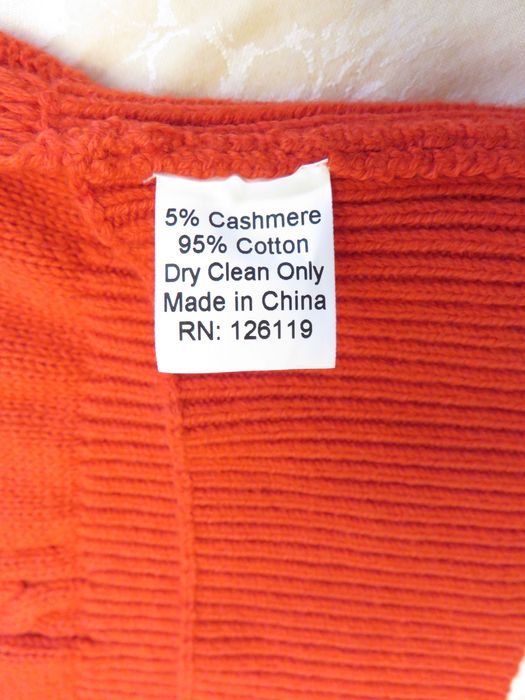 5% Cashmere
95% Cotton
Dry Clean Only
Made in China
RN: 126119